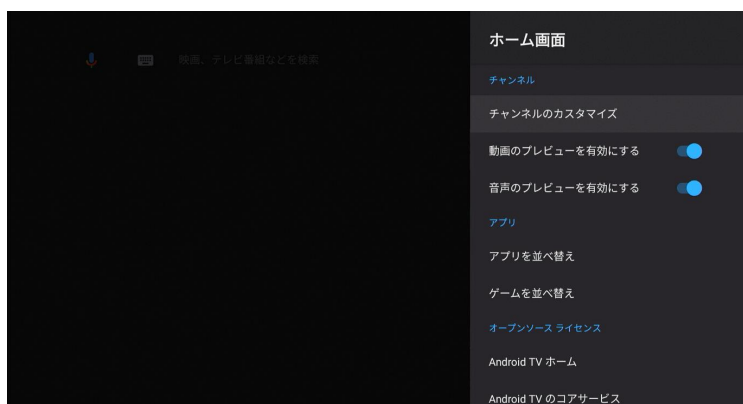 映画、テレビ番組などを検索
ホーム画面
チャンネル
チャンネルのカスタマイズ
動画のプレビューを有効にする
音声のプレビューを有効にする
アプリ
アプリを並べ替え
ゲームを並べ替え
オープンソース ライセンス
Android TV ホーム
Android TV のコアサービス